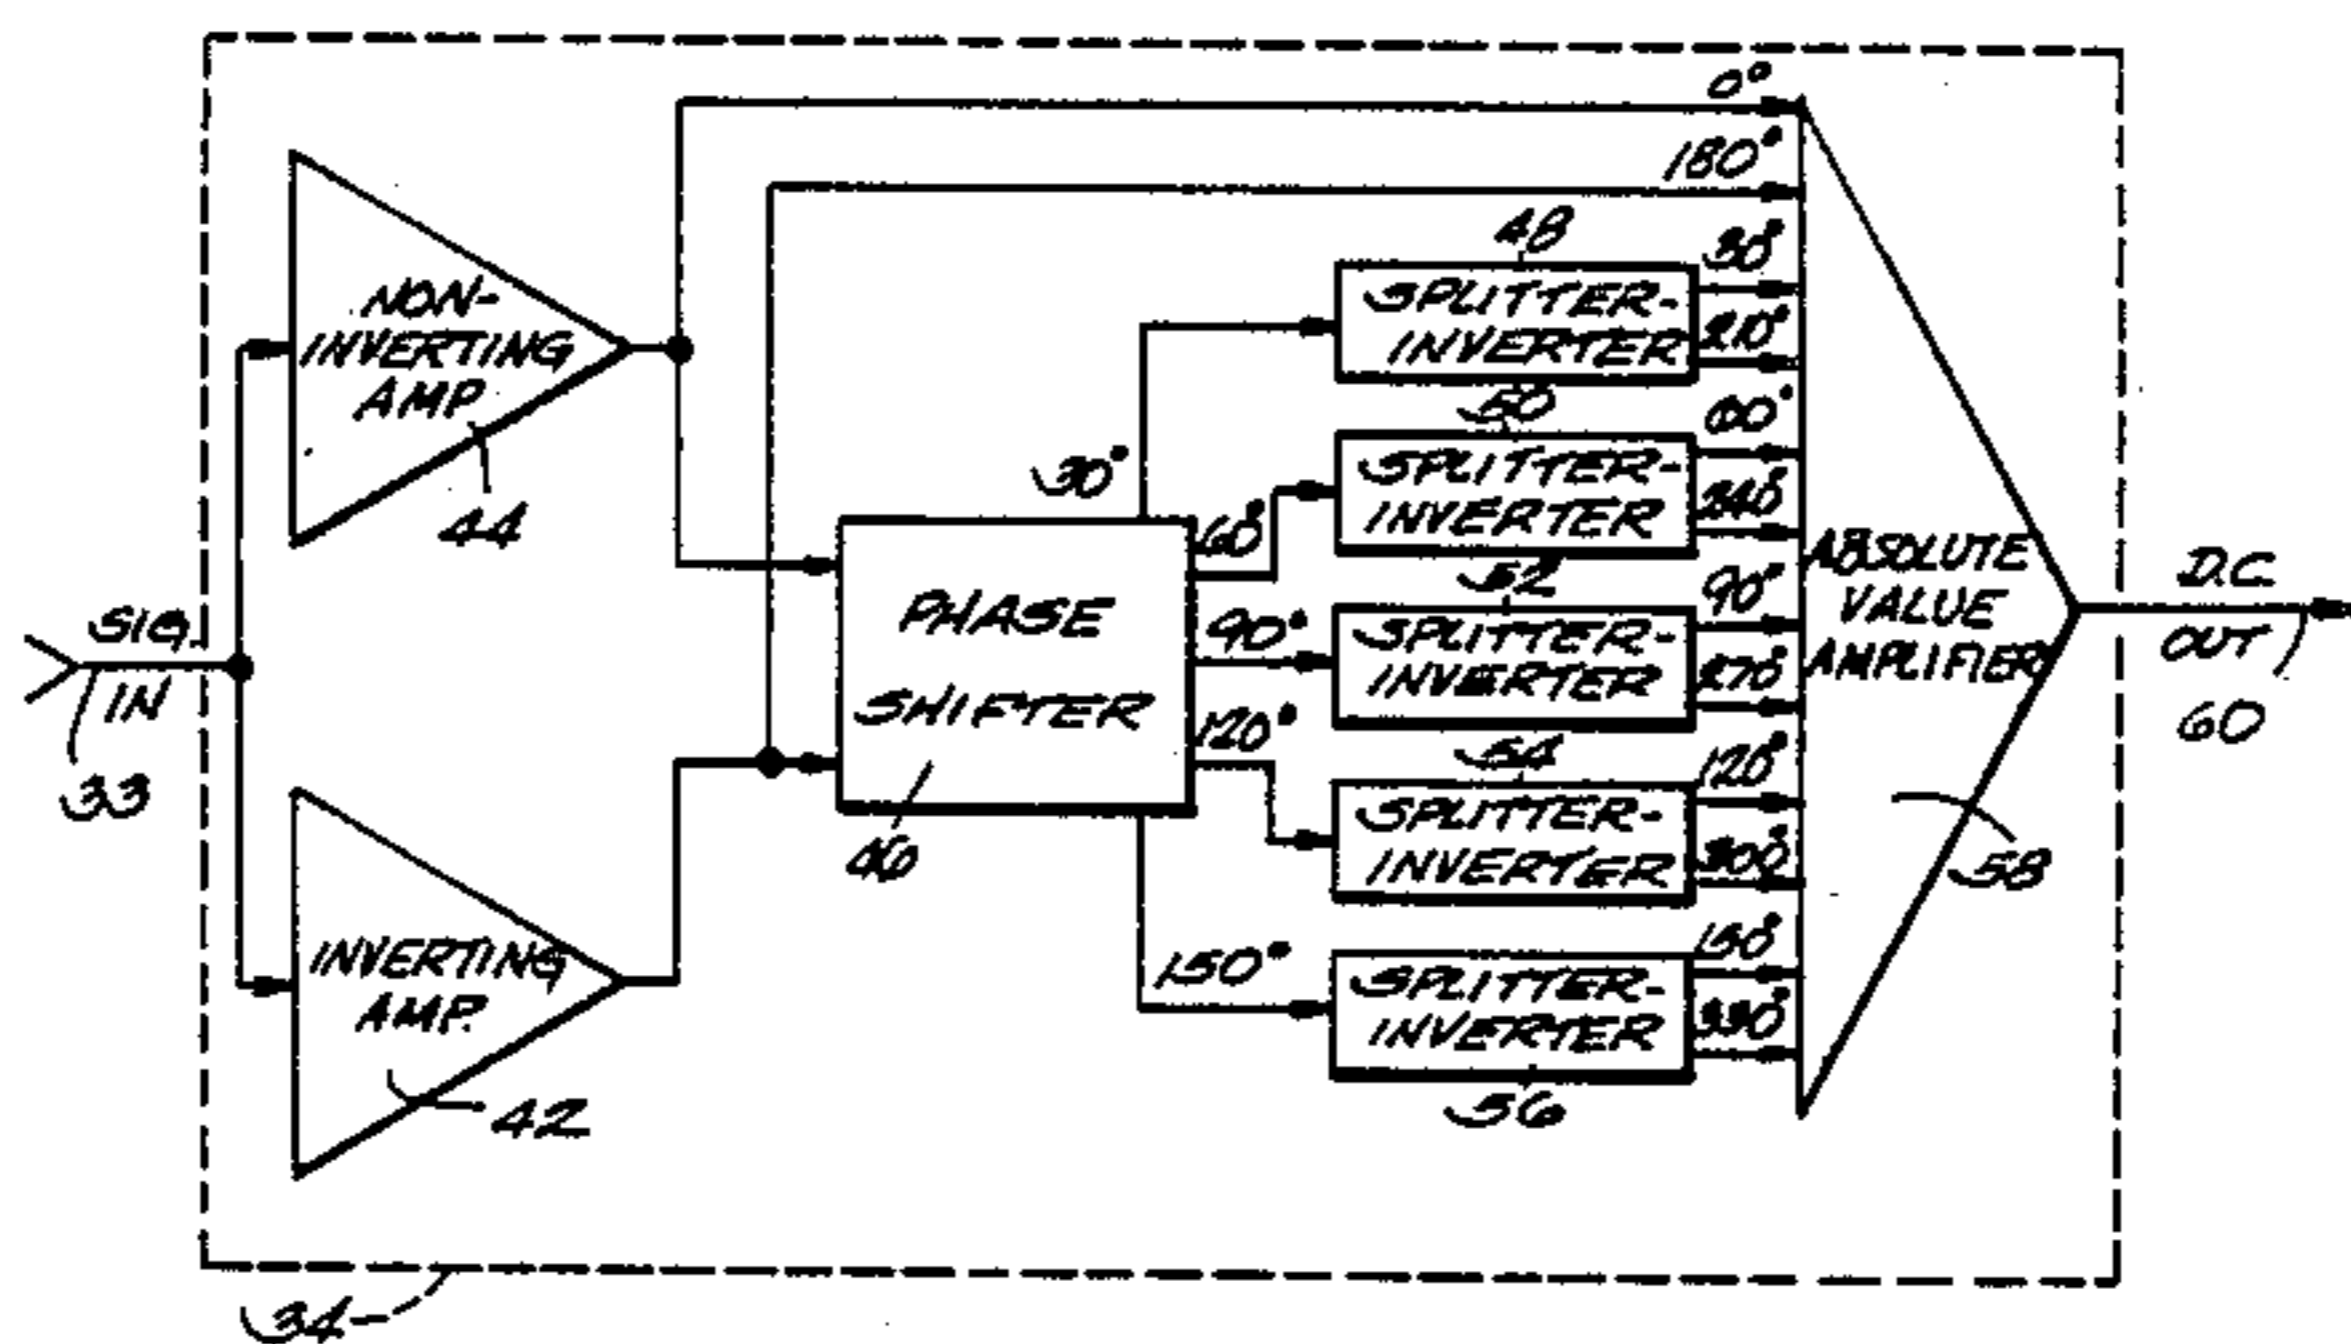 0°
180°
48
30°
210°
SPLITTER-
INVERTER
NON-
INVERTING
AMP
44
50
60°
240°
SPLITTER-
INVERTER
30°
60°
90°
120°
150°
PHASE
SHIFTER
46
52
90°
270°
SPLITTER-
INVERTER
ABSOLUTE
VALUE
AMPLIFIER
D.C.
OUT
60
SIG.
IN
33
54
120°
300°
SPLITTER-
INVERTER
58
INVERTING
AMP.
42
150°
330°
SPLITTER-
INVERTER
56
34